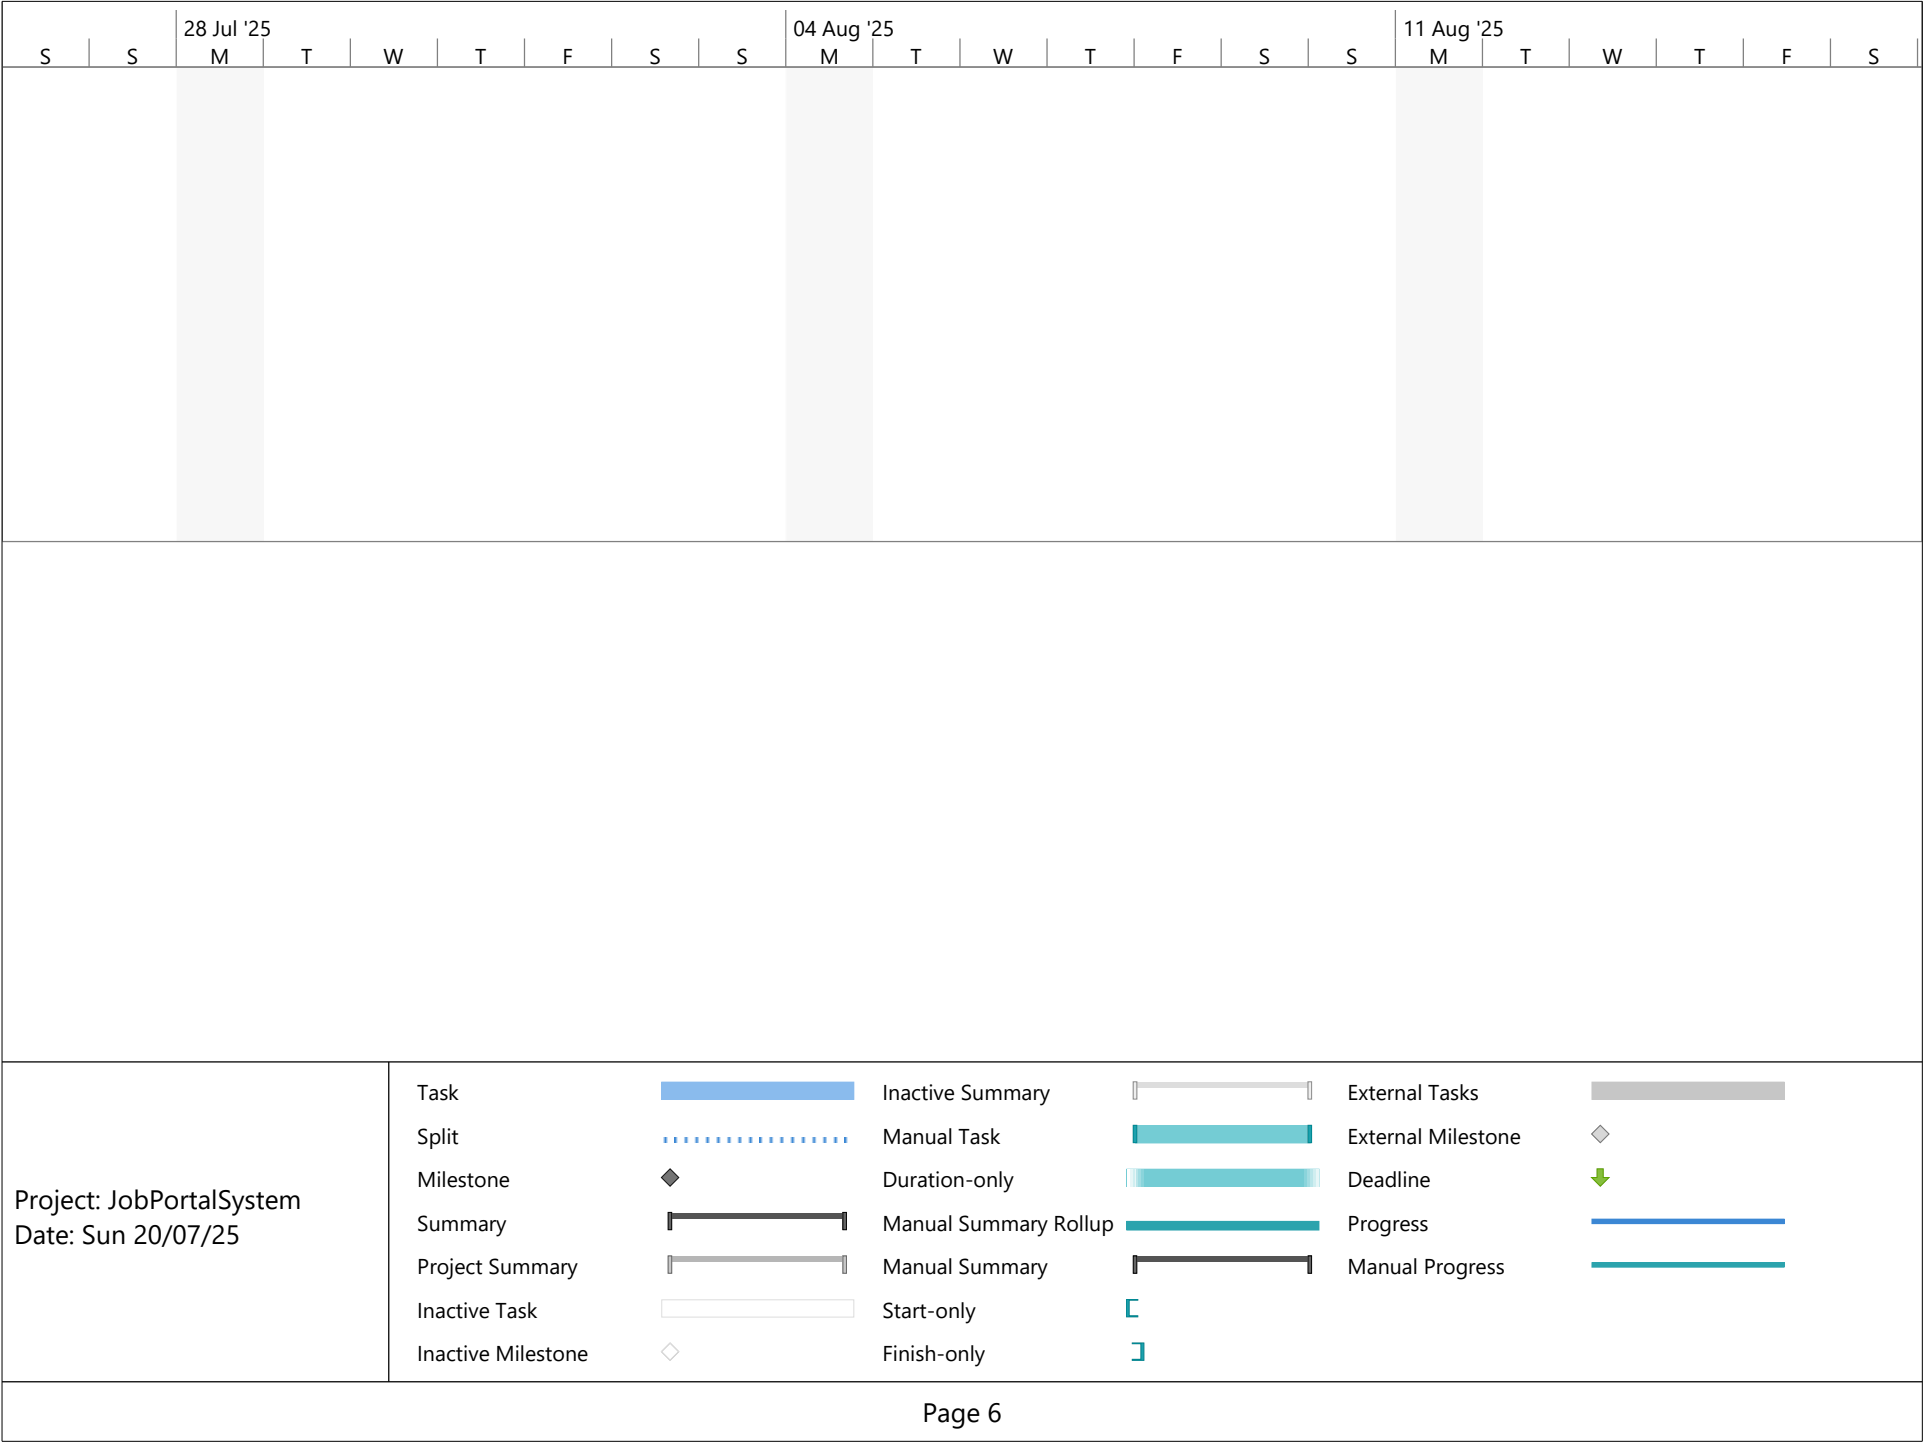 28 Jul '25 04 Aug '25 11 Aug '25
S S M T W T F S S M T W T F S S M T W T F S
Task Inactive Summary External Tasks
Split Manual Task External Milestone
Milestone Duration-only Deadline
Project: JobPortalSystem
Date: Sun 20/07/25
Summary Manual Summary Rollup Progress
Project Summary Manual Summary Manual Progress
Inactive Task Start-only
Inactive Milestone Finish-only
Page 6